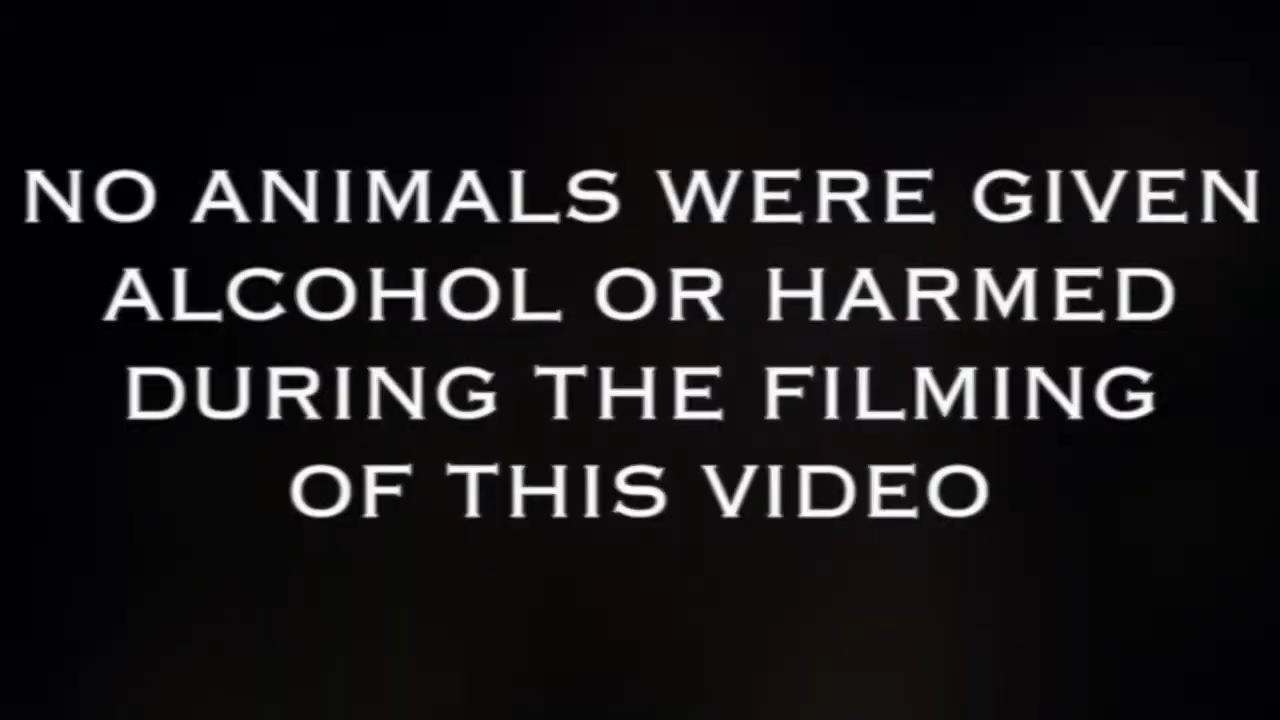 NO ANIMALS WERE GIVEN
ALCOHOL OR HARMED
DURING THE FILMING
OF THIS VIDEO